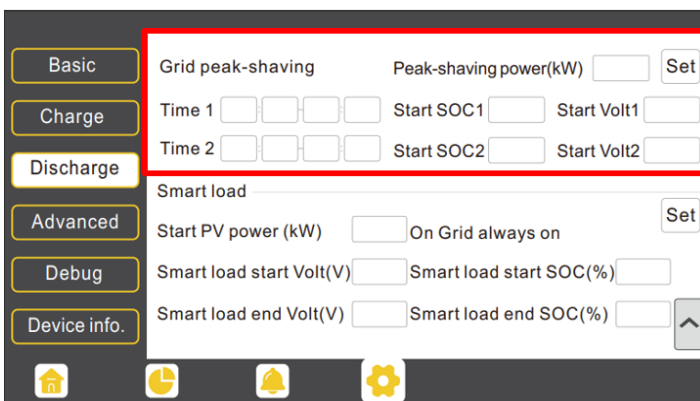 Basic
Charge
Discharge
Advanced
Debug
Device info.
Grid peak-shaving Peak-shaving power(kW) Set
Time 1 : - : Start SOC1 Start Volt1
Time 2 : - : Start SOC2 Start Volt2
Smart load
Set
Start PV power (kW) On Grid always on
Smart load start Volt(V) Smart load start SOC(%)
Smart load end Volt(V) Smart load end SOC(%)